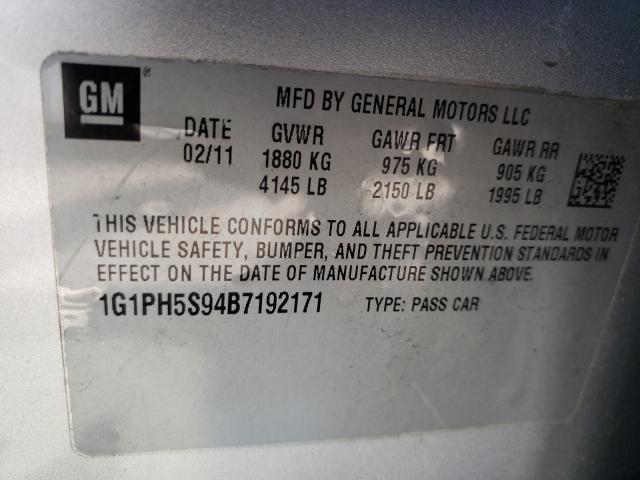 GM®
MFD BY GENERAL MOTORS LLC
DATE GVWR GAWR FRT GAWR RR
02/11 1880 KG 975 KG 905 KG
4145 LB 2150 LB 1995 LB
THIS VEHICLE CONFORMS TO ALL APPLICABLE U.S. FEDERAL MOTOR
VEHICLE SAFETY, BUMPER, AND THEFT PREVENTION STANDARDS IN
EFFECT ON THE DATE OF MANUFACTURE SHOWN ABOVE.
1G1PH5S94B7192171 TYPE: PASS CAR